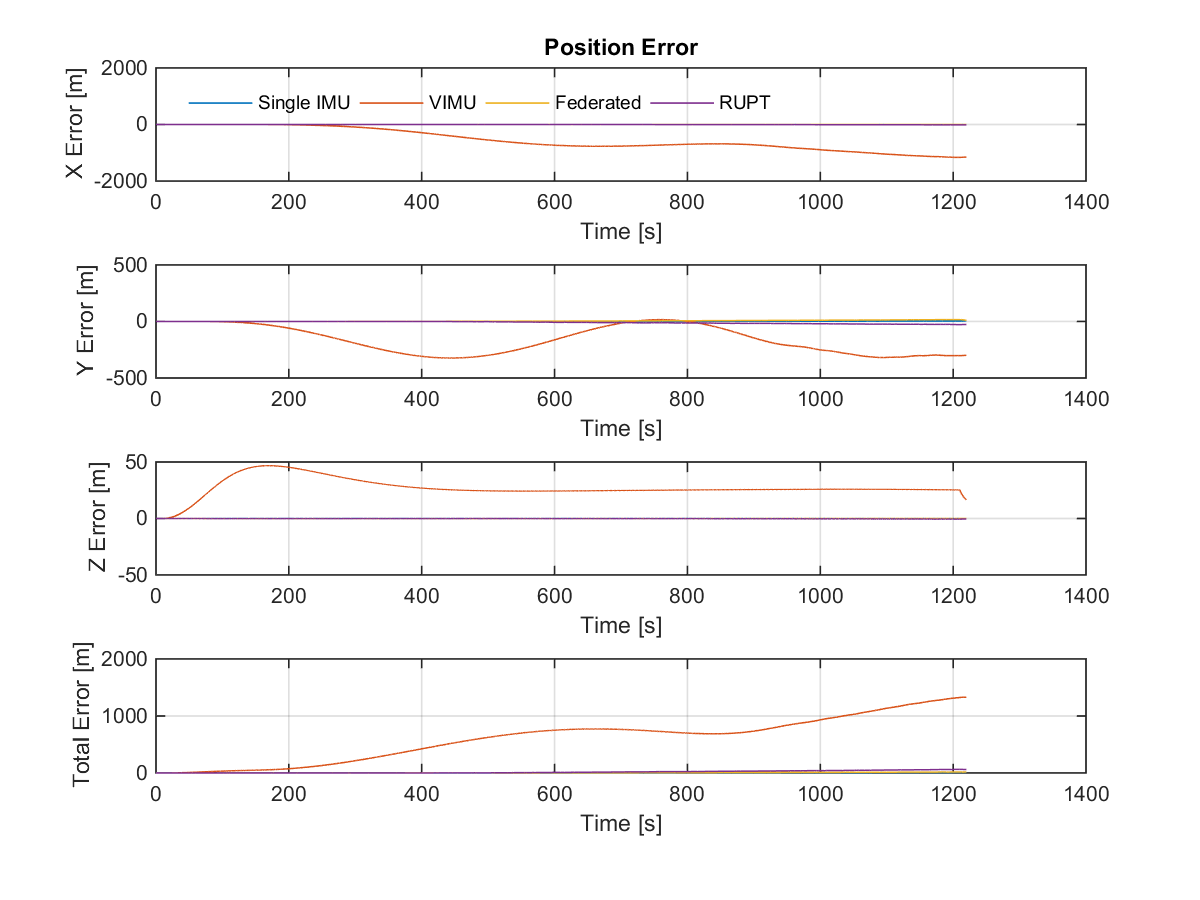 Position Error
X Error [m]
2000
0
-2000
Single IMU VIMU Federated RUPT
0 200 400 600 800 1000 1200 1400
Time [s]
Y Error [m]
500
0
-500
0 200 400 600 800 1000 1200 1400
Time [s]
Z Error [m]
50
0
-50
0 200 400 600 800 1000 1200 1400
Time [s]
Total Error [m]
2000
1000
0
0 200 400 600 800 1000 1200 1400
Time [s]